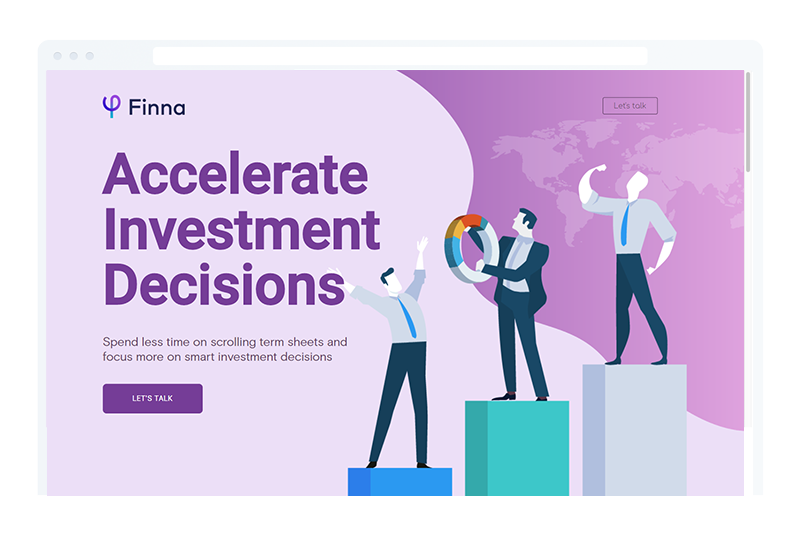 Finna
Let's talk
Accelerate
Investment
Decisions
Spend less time on scrolling term sheets and
focus more on smart investment decisions
LET'S TALK